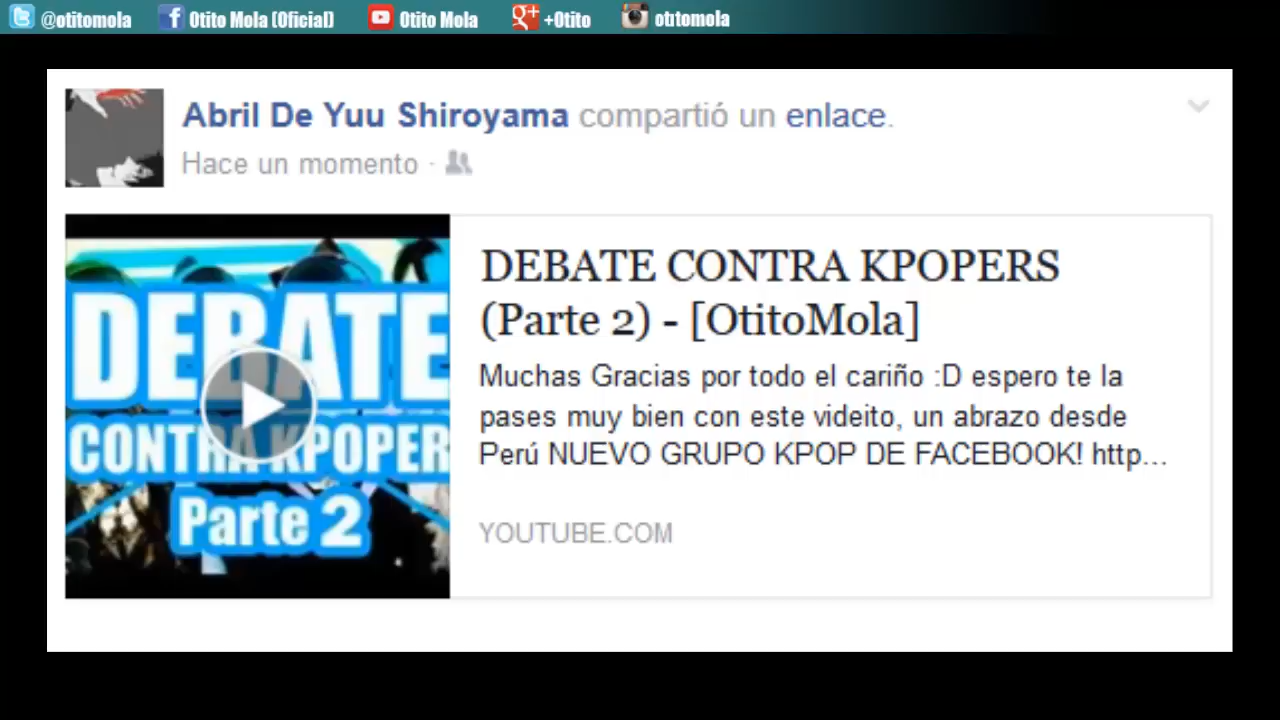 @otitomola Otito Mola (Oficial) Otito Mola +Otito otitomola
Abril De Yuu Shiroyama compartió un enlace.
Hace un momento ·
DEBATE
CONTRA KPOPER
Parte 2
DEBATE CONTRA KPOPERS
(Parte 2) - [OtitoMola]
Muchas Gracias por todo el cariño :D espero te la
pases muy bien con este videito, un abrazo desde
Perú NUEVO GRUPO KPOP DE FACEBOOK! http...
YOUTUBE.COM